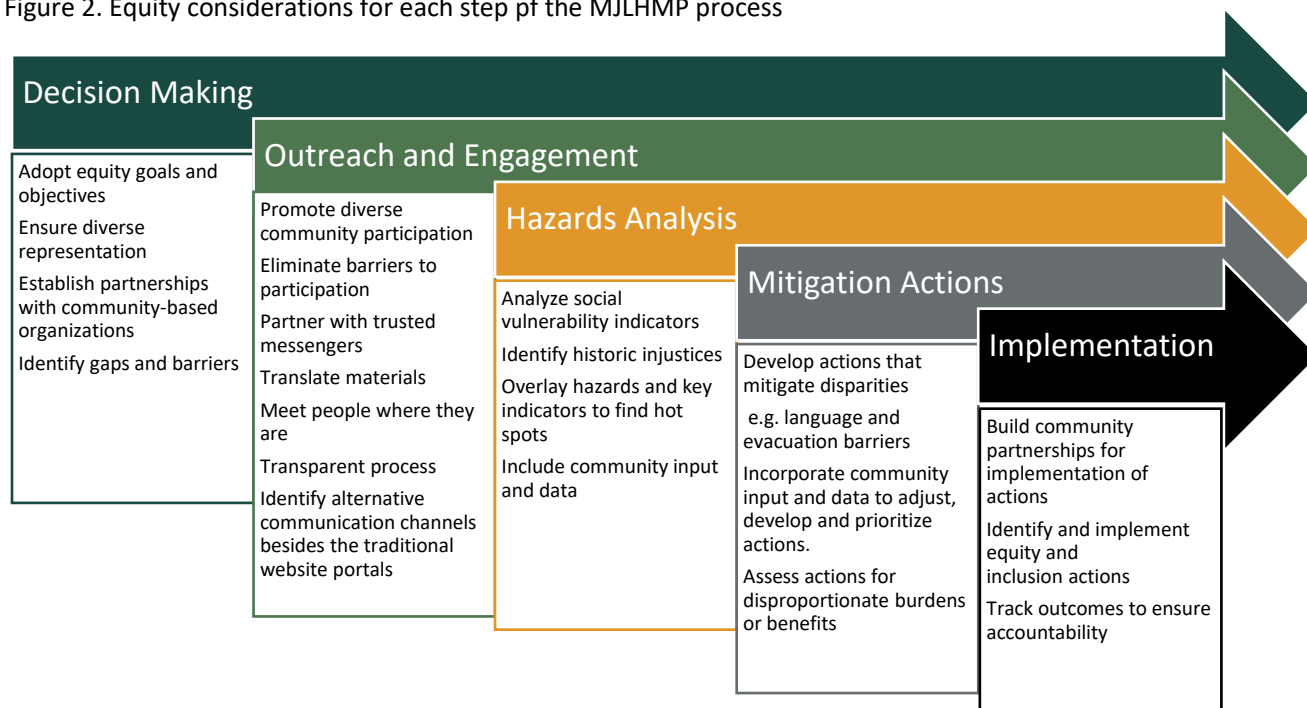 Figure 2. Equity considerations for each step pf the MJLHMP process
Decision Making
Adopt equity goals and
objectives
Ensure diverse
representation
Establish partnerships
with community-based
organizations
Identify gaps and barriers
Outreach and Engagement
Promote diverse
community participation
Eliminate barriers to
participation
Partner with trusted
messengers
Translate materials
Meet people where they
are
Transparent process
Identify alternative
communication channels
besides the traditional
website portals
Hazards Analysis
Analyze social
vulnerability indicators
Identify historic injustices
Overlay hazards and key
indicators to find hot
spots
Include community input
and data
Mitigation Actions
Develop actions that
mitigate disparities
e.g. language and
evacuation barriers
Incorporate community
input and data to adjust,
develop and prioritize
actions.
Assess actions for
disproportionate burdens
or benefits
Implementation
Build community
partnerships for
implementation of
actions
Identify and implement
equity and
inclusion actions
Track outcomes to ensure
accountability